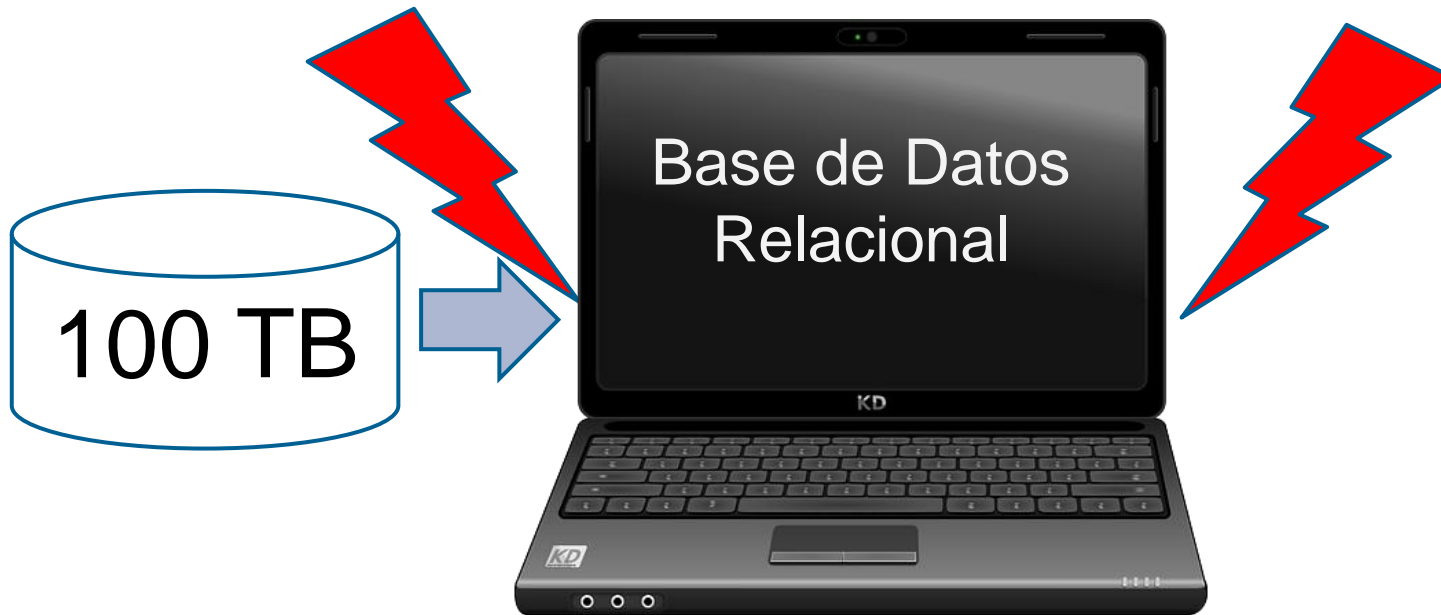 100 TB
Base de Datos
Relacional
KD
KD